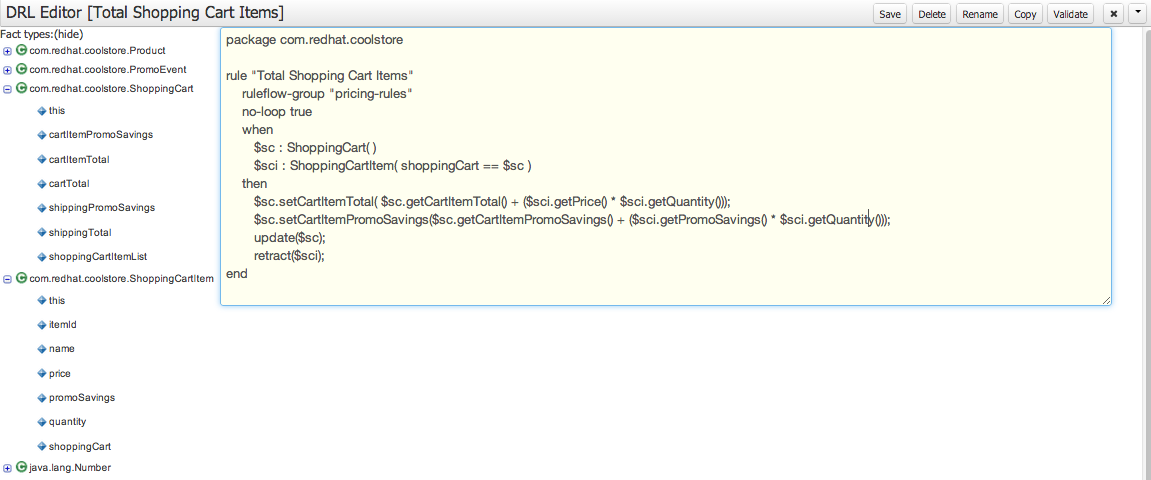 DRL Editor [Total Shopping Cart Items]
Save
Delete
Rename
Copy
Validate
Fact types:(hide)
com.redhat.coolstore.Product
com.redhat.coolstore.PromoEvent
com.redhat.coolstore.ShoppingCart
this
cartItemPromoSavings
cartItemTotal
cartTotal
shippingPromoSavings
shippingTotal
shoppingCartItemList
com.redhat.coolstore.ShoppingCartItem
this
itemId
name
price
promoSavings
quantity
shoppingCart
java.lang.Number
package com.redhat.coolstore
rule "Total Shopping Cart Items"
ruleflow-group "pricing-rules"
no-loop true
when
$sc : ShoppingCart( )
$sci : ShoppingCartItem( shoppingCart == $sc )
then
$sc.setCartItemTotal( $sc.getCartItemTotal() + ($sci.getPrice() * $sci.getQuantity()));
$sc.setCartItemPromoSavings($sc.getCartItemPromoSavings() + ($sci.getPromoSavings() * $sci.getQuantity()));
update($sc);
retract($sci);
end